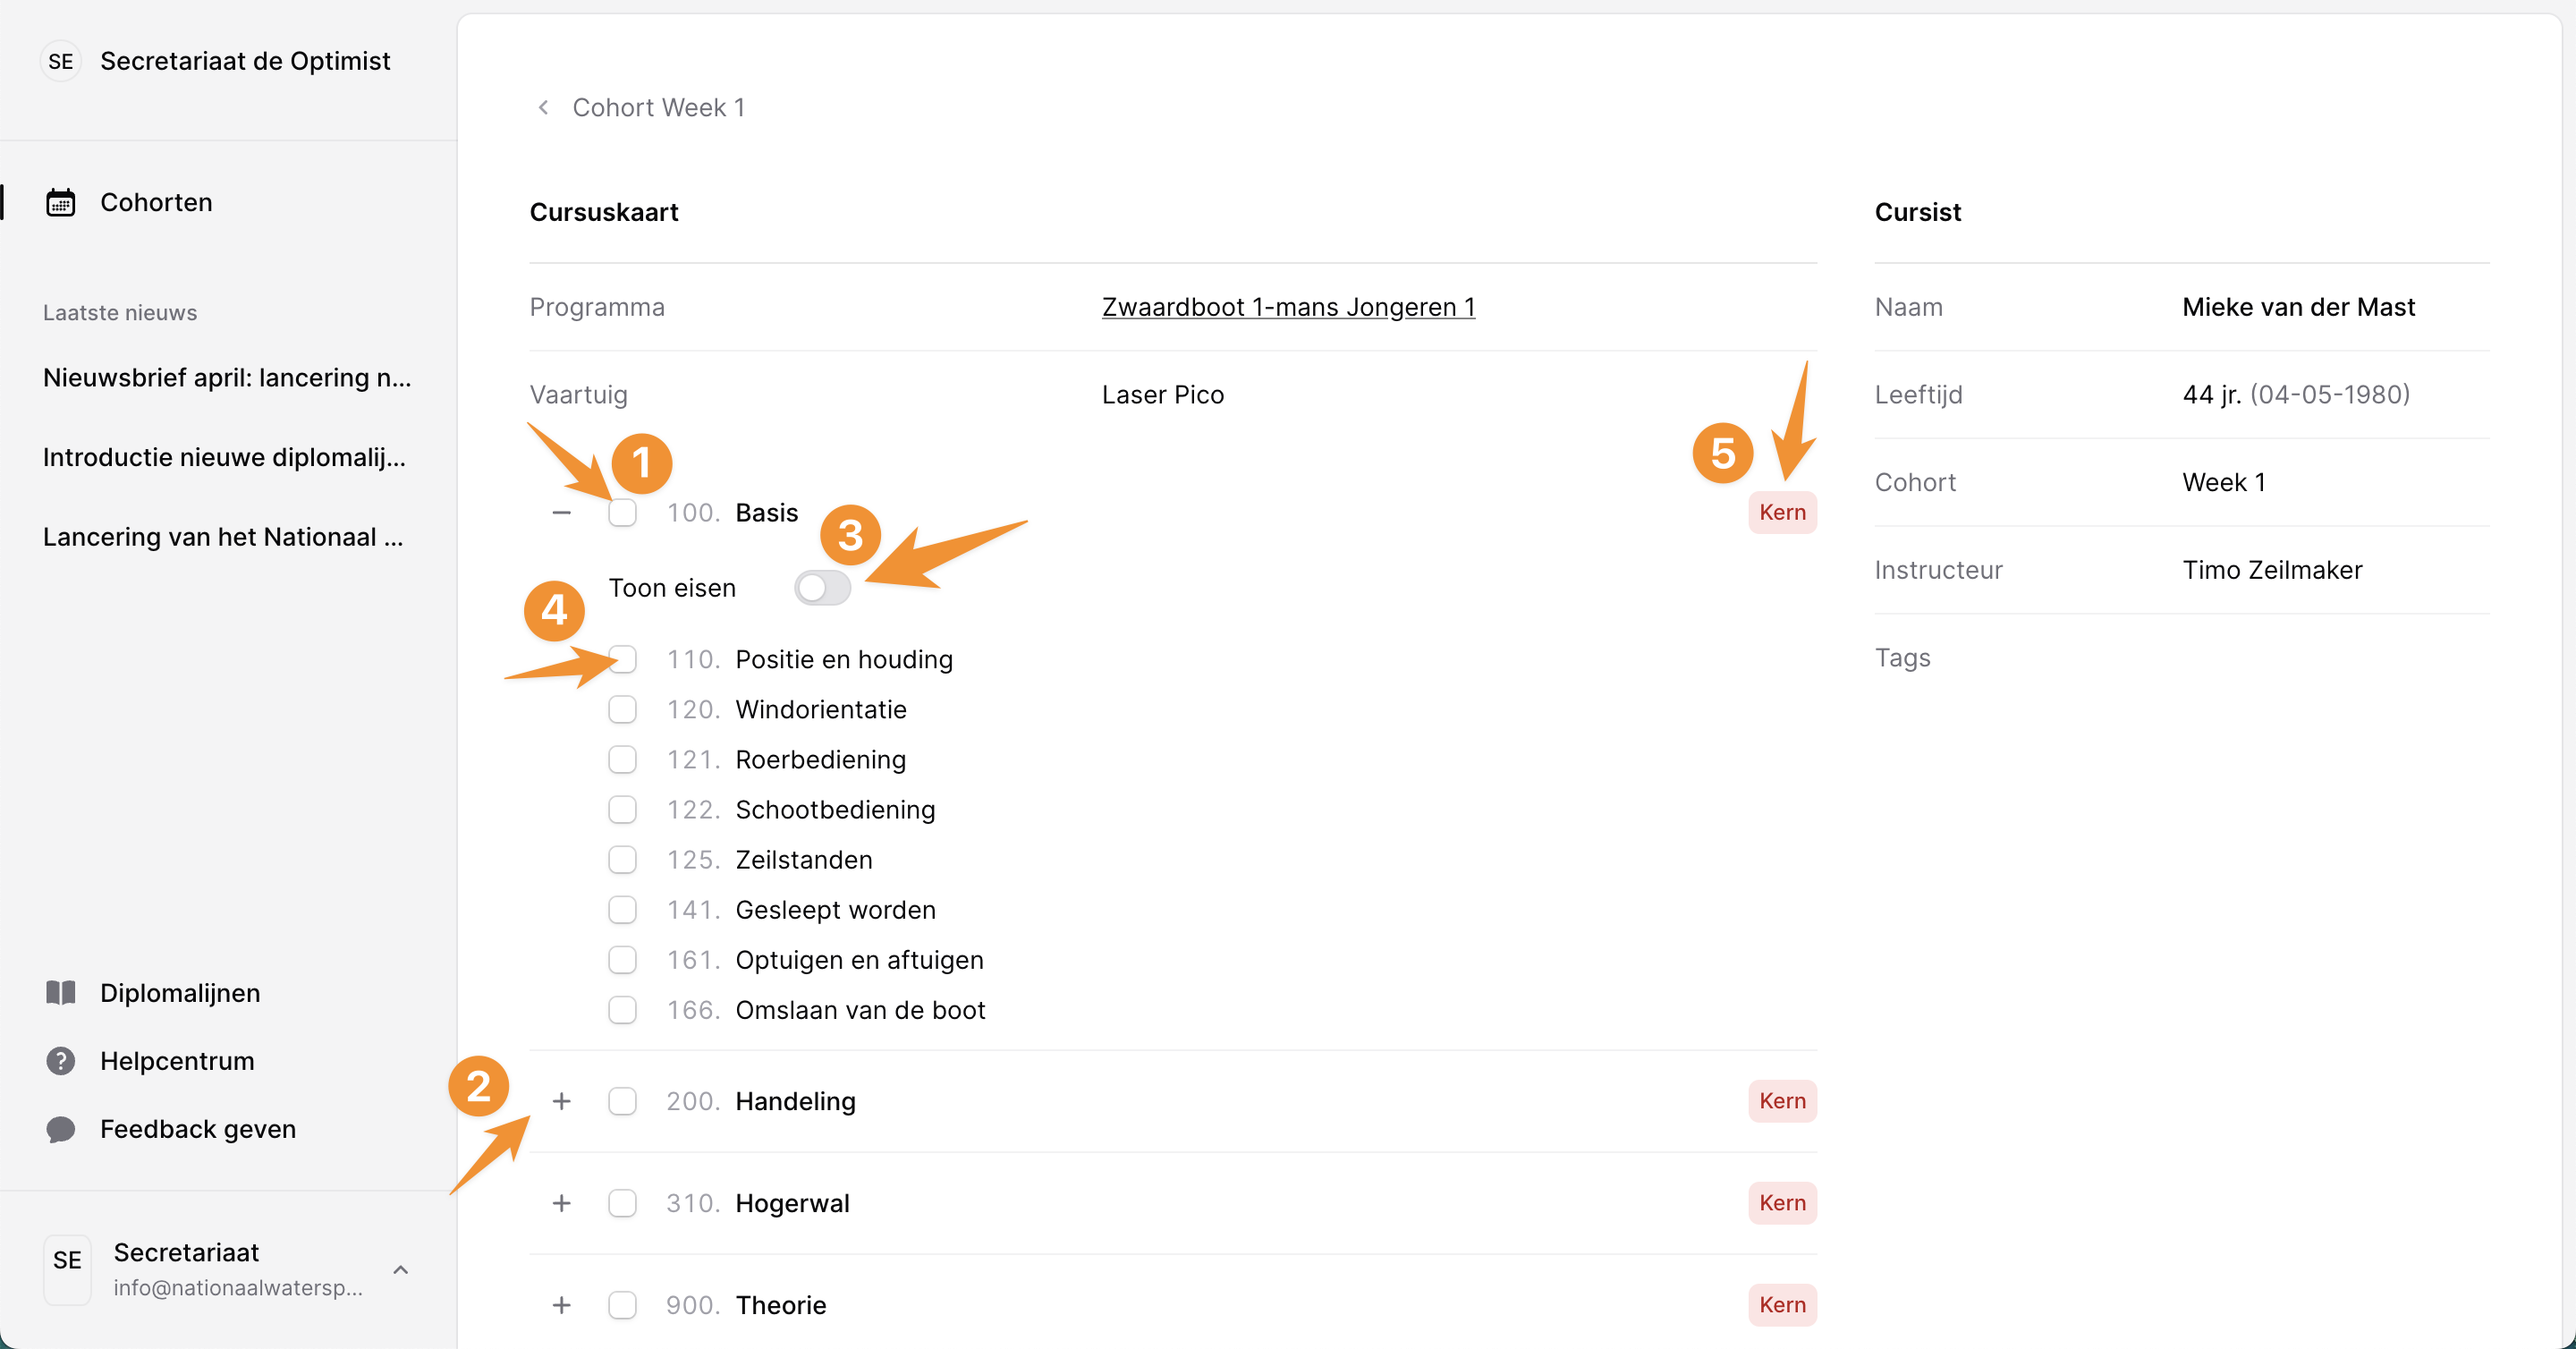 SE Secretariaat de Optimist
Cohorten
Laatste nieuws
Nieuwsbrief april: lancering n...
Introductie nieuwe diplomalij...
Lancering van het Nationaal ...
Diplomalijnen
? Helpcentrum
Feedback geven
SE Secretariaat
info@nationaalwatersp...
Cohort Week 1
Cursuskaart
Programma Zwaardboot 1-mans Jongeren 1
Vaartuig Laser Pico
1
5
100. Basis Kern
3
Toon eisen
4
110. Positie en houding
120. Windorientatie
121. Roerbediening
122. Schootbediening
125. Zeilstanden
141. Gesleept worden
161. Optuigen en aftuigen
166. Omslaan van de boot
2
200. Handeling Kern
310. Hogerwal Kern
900. Theorie Kern
Cursist
Naam Mieke van der Mast
Leeftijd 44 jr. (04-05-1980)
Cohort Week 1
Instructeur Timo Zeilmaker
Tags